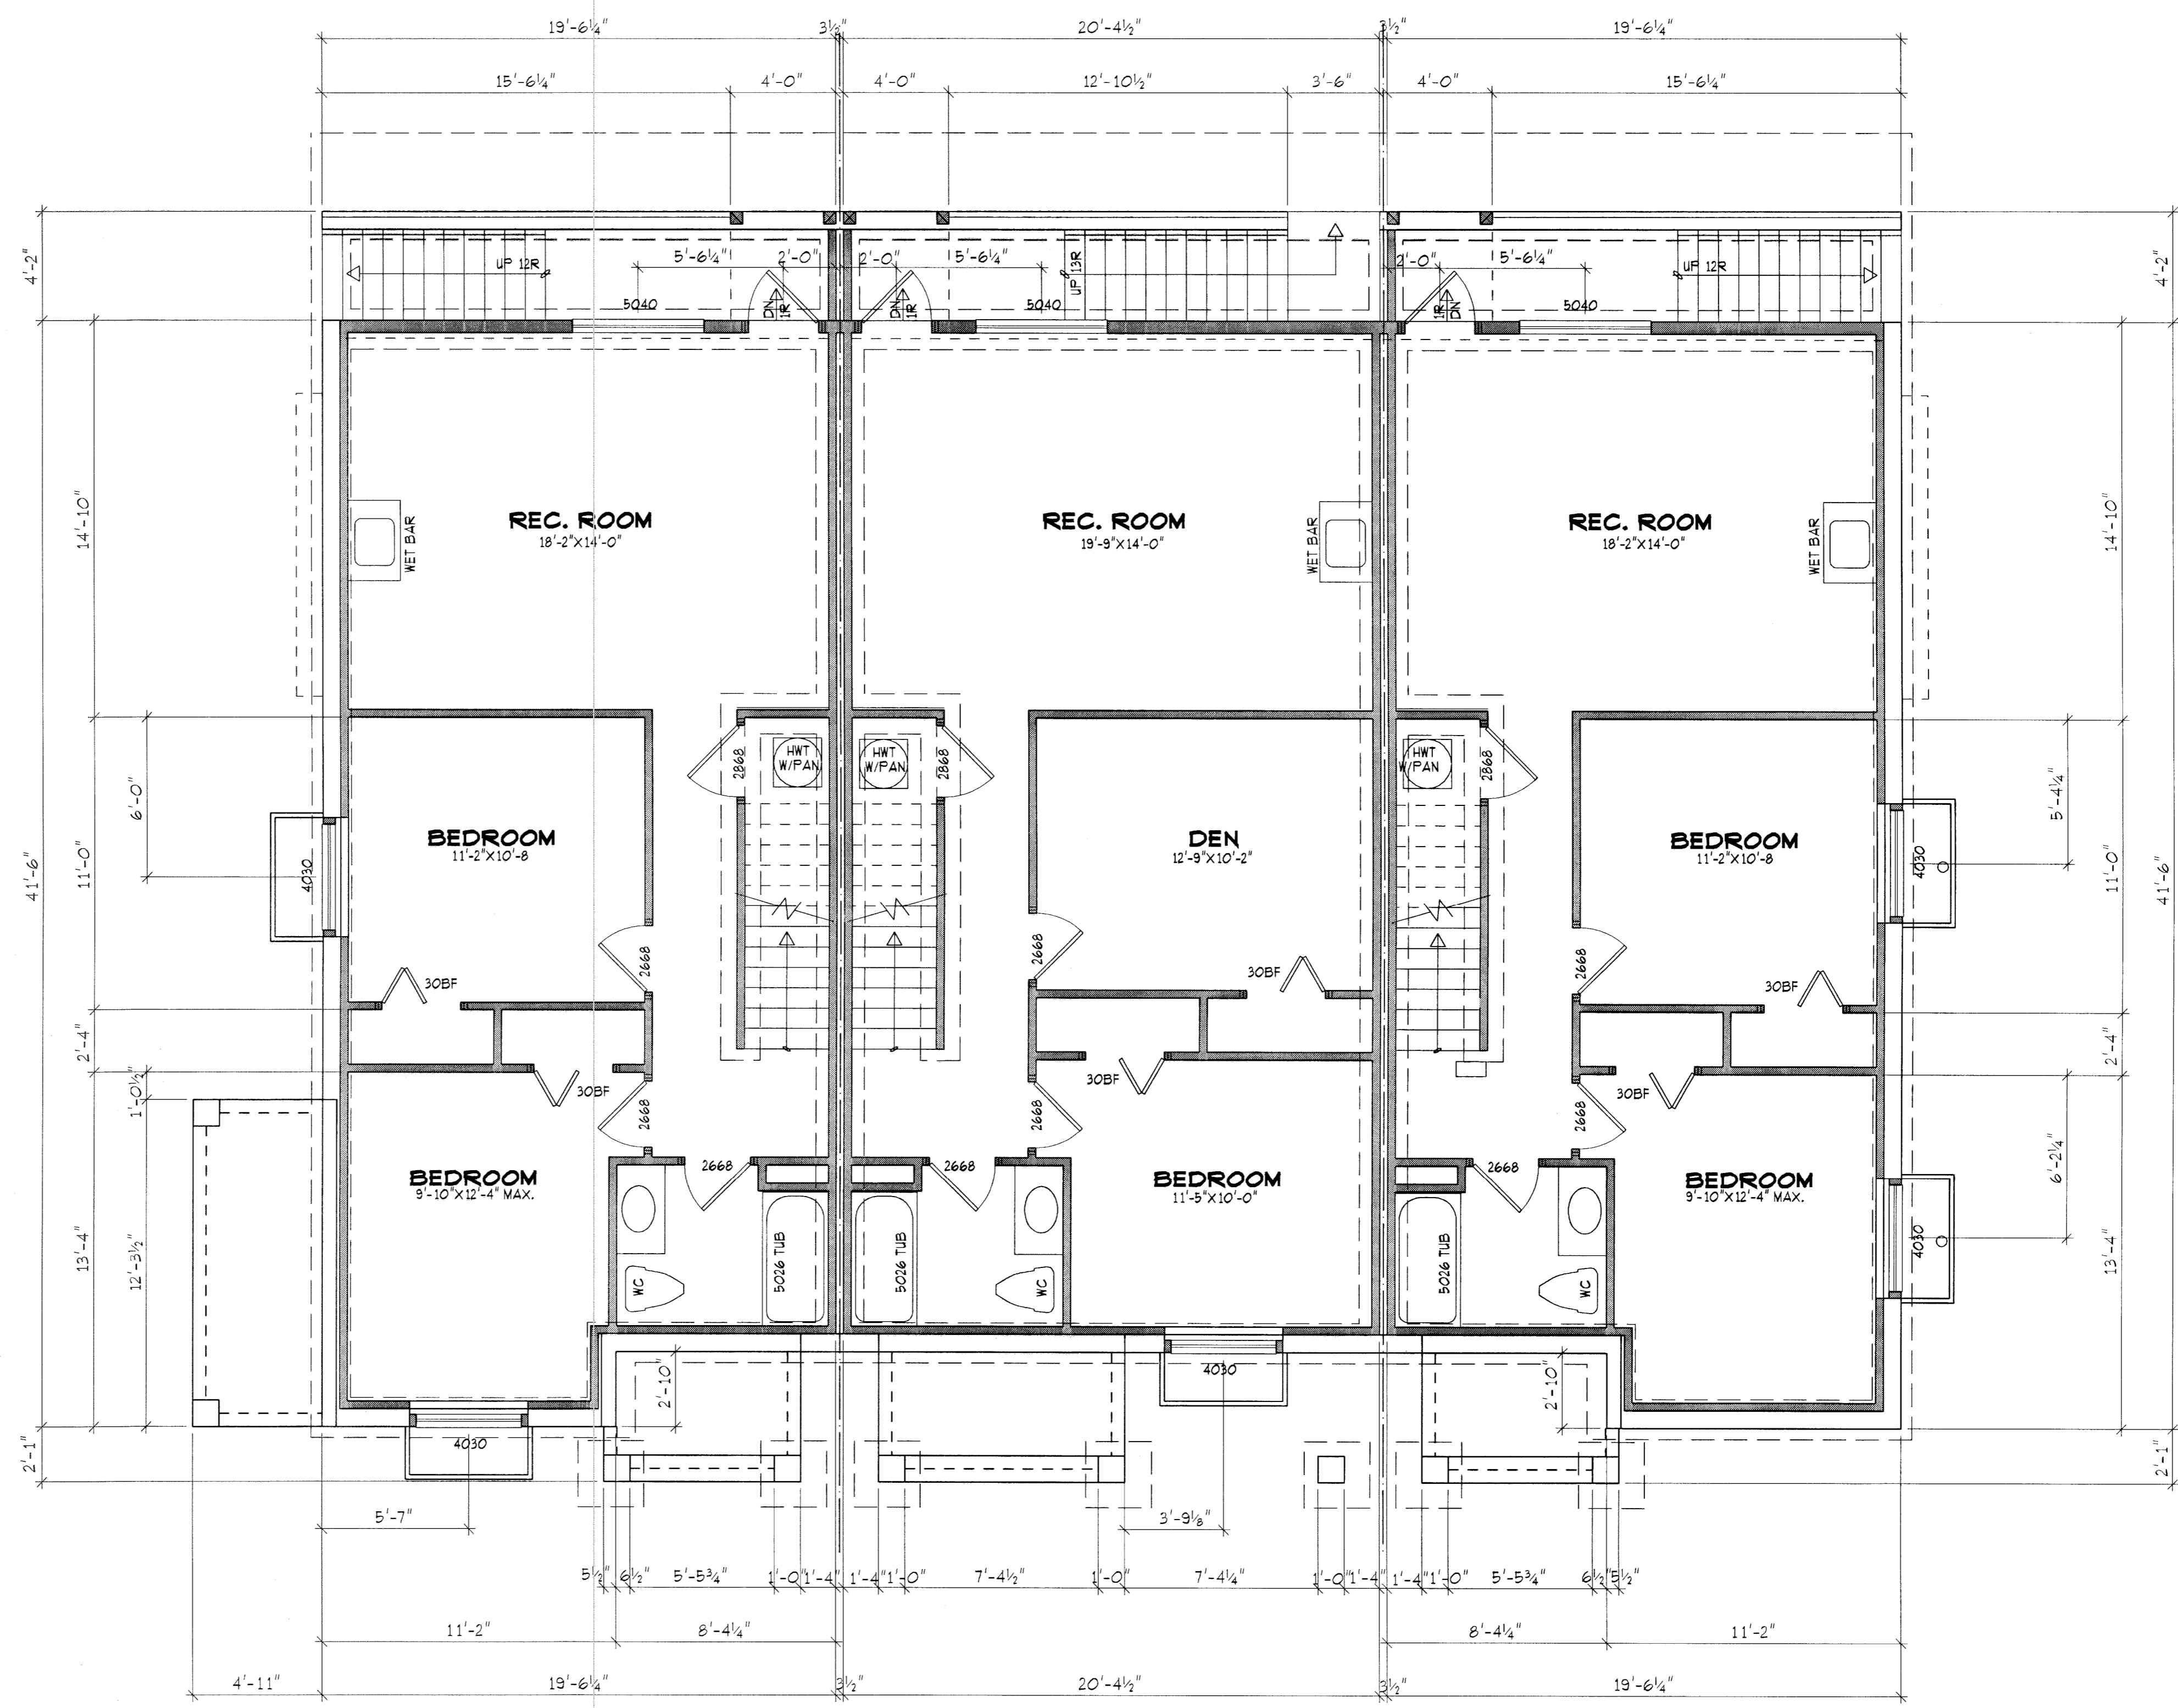 19'-6¼" 3½" 20'-4½" 3½" 19'-6¼"
15'-6¼" 4'-0" 4'-0" 12'-10½" 3'-6" 4'-0" 15'-6¼"
4'-2"
UP 12R
5'-6¼" 2'-0"
5040
DN 1R
2'-0" 5'-6¼"
DN 1R
5040
UP 13R
2'-0" 5'-6¼"
1R DN
5040
UP 12R
4'-2"
14'-10"
REC. ROOM
18'-2"X14'-0"
WET BAR
REC. ROOM
19'-9"X14'-0"
WET BAR
REC. ROOM
18'-2"X14'-0"
WET BAR
14'-10"
41'-6"
11'-0"
6'-0"
4030
BEDROOM
11'-2"X10'-8
2868
HWT
W/PAN
HWT
W/PAN
2868
DEN
12'-9"X10'-2"
HWT
W/PAN
2868
BEDROOM
11'-2"X10'-8
4030
5'-4¼"
11'-0"
41'-6"
30BF
2668
2668
30BF
2668
30BF
2'-4"
30BF
2668
30BF
2668
30BF
2668
2'-4"
1'-0½"
13'-4"
12'-3½"
BEDROOM
9'-10"X12'-4" MAX.
2668
WC
5026 TUB
5026 TUB
2668
WC
BEDROOM
11'-5"X10'-0"
2668
5026 TUB
WC
BEDROOM
9'-10"X12'-4" MAX.
4030
6'-2¼"
13'-4"
2'-10"
4030
2'-10"
4030
2'-1"
2'-1"
5'-7"
3'-9⅛"
5½" 6½" 5'-5¾" 1'-0" 1'-4" 1'-4" 1'-0" 7'-4½" 1'-0" 7'-4¼" 1'-0" 1'-4" 1'-4" 1'-0" 5'-5¾" 6½" 5½"
11'-2" 8'-4¼" 8'-4¼" 11'-2"
4'-11" 19'-6¼" 3½" 20'-4½" 3½" 19'-6¼"